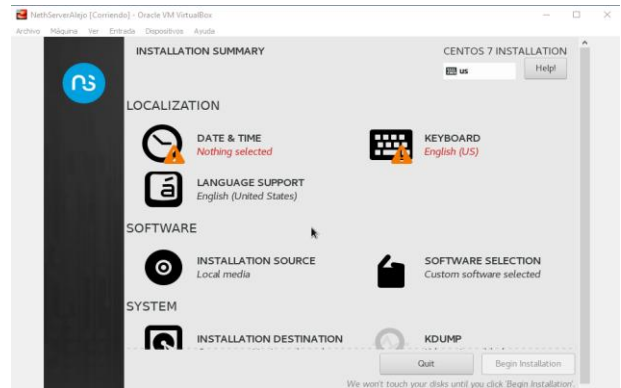 NethServerAlejo [Corriendo] - Oracle VM VirtualBox
Archivo Máquina Ver Entrada Dispositivos Ayuda
INSTALLATION SUMMARY
CENTOS 7 INSTALLATION
us
Help!
ns
LOCALIZATION
DATE & TIME
Nothing selected
KEYBOARD
English (US)
á
LANGUAGE SUPPORT
English (United States)
SOFTWARE
INSTALLATION SOURCE
Local media
SOFTWARE SELECTION
Custom software selected
SYSTEM
INSTALLATION DESTINATION
KDUMP
Quit
Begin Installation
We won't touch your disks until you click 'Begin Installation'.